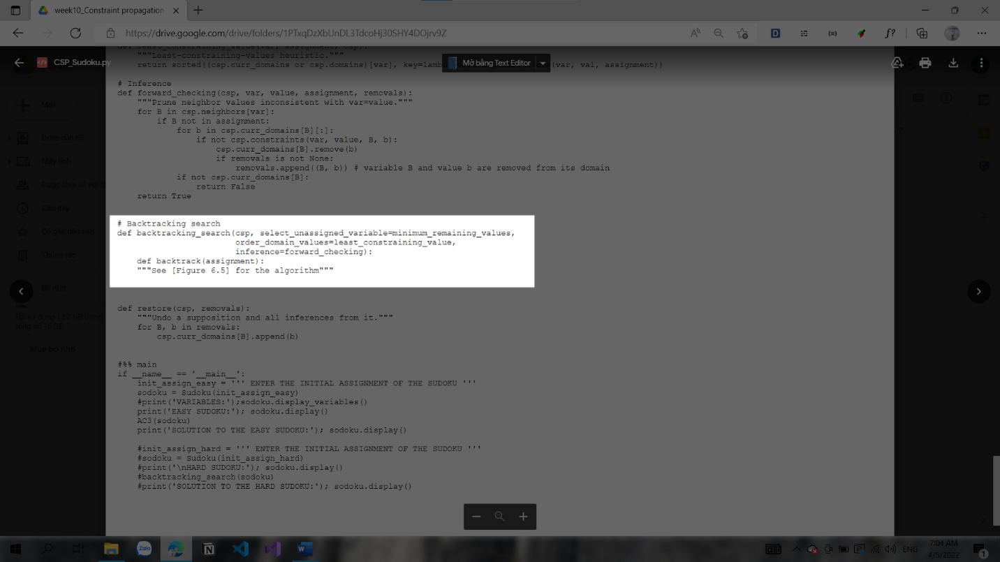 week10_Constraint propagation
https://drive.google.com/drive/folders/1PTxqDzXbUnDL3TdcoHj30SHY4DOjrv9Z
CSP_Sudoku.py
Mở bằng Text Editor
def least_constraining_value(var, assignment, csp):
"""Least-constraining-values heuristic."""
return sorted((csp.curr_domains or csp.domains)[var], key=lamb (var, val, assignment))
# Inference
def forward_checking(csp, var, value, assignment, removals):
"""Prune neighbor values inconsistent with var=value."""
for B in csp.neighbors[var]:
if B not in assignment:
for b in csp.curr_domains[B][:]:
if not csp.constraints(var, value, B, b):
csp.curr_domains[B].remove(b)
if removals is not None:
removals.append((B, b)) # variable B and value b are removed from its domain
if not csp.curr_domains[B]:
return False
return True
# Backtracking search
def backtracking_search(csp, select_unassigned_variable=minimum_remaining_values,
order_domain_values=least_constraining_value,
inference=forward_checking):
def backtrack(assignment):
"""See [Figure 6.5] for the algorithm"""
def restore(csp, removals):
"""Undo a supposition and all inferences from it."""
for B, b in removals:
csp.curr_domains[B].append(b)
#%% main
if __name__ == '__main__':
init_assign_easy = ''' ENTER THE INITIAL ASSIGNMENT OF THE SUDOKU '''
sodoku = Sudoku(init_assign_easy)
#print('VARIABLES:');sodoku.display_variables()
print('EASY SUDOKU:'); sodoku.display()
AC3(sodoku)
print('SOLUTION TO THE EASY SUDOKU:'); sodoku.display()
#init_assign_hard = ''' ENTER THE INITIAL ASSIGNMENT OF THE SUDOKU '''
#sodoku = Sudoku(init_assign_hard)
#print('\nHARD SUDOKU:'); sodoku.display()
#backtracking_search(sodoku)
#print('SOLUTION TO THE HARD SUDOKU:'); sodoku.display()
Mới
Drive của tôi
Máy tính
Được chia sẻ với t
Gần đây
Có gắn dấu sao
Thùng rác
Bộ nhớ
Đã sử dụng 1,62 GB trong
tổng số 15 GB
Mua bộ nhớ
Zalo
ENG
7:04 AM
4/5/2022
1